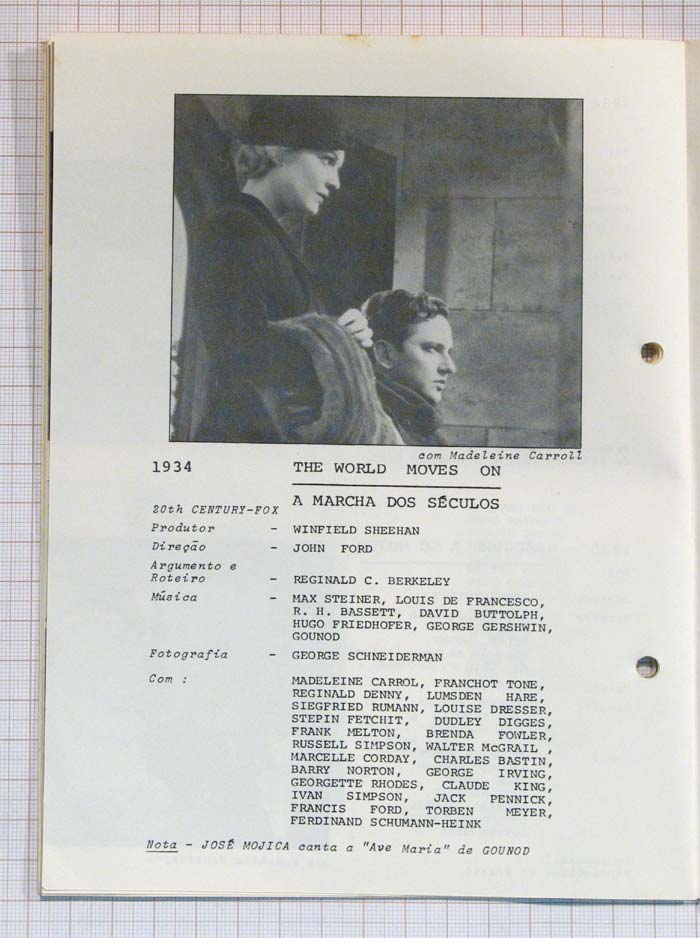 com Madeleine Carroll
1934 THE WORLD MOVES ON
A MARCHA DOS SÉCULOS
20th CENTURY-FOX
Produtor - WINFIELD SHEEHAN
Direção - JOHN FORD
Argumento e
Roteiro - REGINALD C. BERKELEY
Música - MAX STEINER, LOUIS DE FRANCESCO,
R. H. BASSETT, DAVID BUTTOLPH,
HUGO FRIEDHOFER, GEORGE GERSHWIN,
GOUNOD
Fotografia - GEORGE SCHNEIDERMAN
Com : MADELEINE CARROL, FRANCHOT TONE,
REGINALD DENNY, LUMSDEN HARE,
SIEGFRIED RUMANN, LOUISE DRESSER,
STEPIN FETCHIT, DUDLEY DIGGES,
FRANK MELTON, BRENDA FOWLER,
RUSSELL SIMPSON, WALTER McGRAIL ,
MARCELLE CORDAY, CHARLES BASTIN,
BARRY NORTON, GEORGE IRVING,
GEORGETTE RHODES, CLAUDE KING,
IVAN SIMPSON, JACK PENNICK,
FRANCIS FORD, TORBEN MEYER,
FERDINAND SCHUMANN-HEINK
Nota - JOSÉ MOJICA canta a "Ave Maria" de GOUNOD